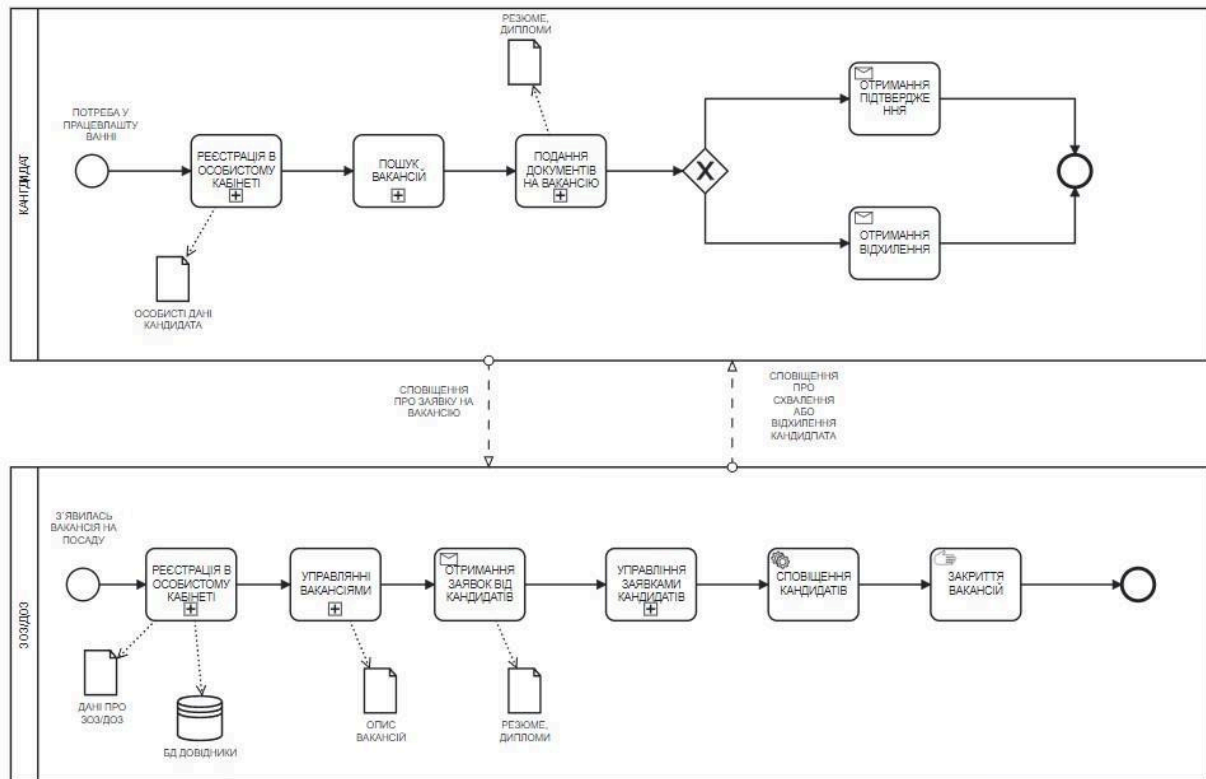 КАНГДИДАТ
ПОТРЕБА У
ПРАЦЕВЛАШТУ
ВАННІ
РЕЄСТРАЦІЯ В
ОСОБИСТОМУ
КАБІНЕТІ
ОСОБИСТІ ДАНІ
КАНДИДАТА
ПОШУК
ВАКАНСІЙ
РЕЗЮМЕ,
ДИПЛОМИ
ПОДАННЯ
ДОКУМЕНТІВ
НА ВАКАНСІЮ
X
ОТРИМАННЯ
ПІДТВЕРДЖЕ
ННЯ
ОТРИМАННЯ
ВІДХИЛЕННЯ
СПОВІЩЕННЯ
ПРО ЗАЯВКУ НА
ВАКАНСІЮ
СПОВІЩЕННЯ
ПРО
СХВАЛЕННЯ
АБО
ВІДХИЛЕННЯ
КАНДИДПАТА
ЗОЗ/ДОЗ
З`ЯВИЛАСЬ
ВАКАНСІЯ НА
ПОСАДУ
РЕЄСТРАЦІЯ В
ОСОБИСТОМУ
КАБІНЕТІ
ДАНІ ПРО
ЗОЗ/ДОЗ
БД ДОВІДНИКИ
УПРАВЛЯННІ
ВАКАНСІЯМИ
ОПИС
ВАКАНСІЙ
ОТРИМАННЯ
ЗАЯВОК ВІД
КАНДИДАТІВ
РЕЗЮМЕ,
ДИПЛОМИ
УПРАВЛІННЯ
ЗАЯВКАМИ
КАНДИДАТІВ
СПОВІЩЕННЯ
КАНДИДАТІВ
ЗАКРИТТЯ
ВАКАНСІЙ